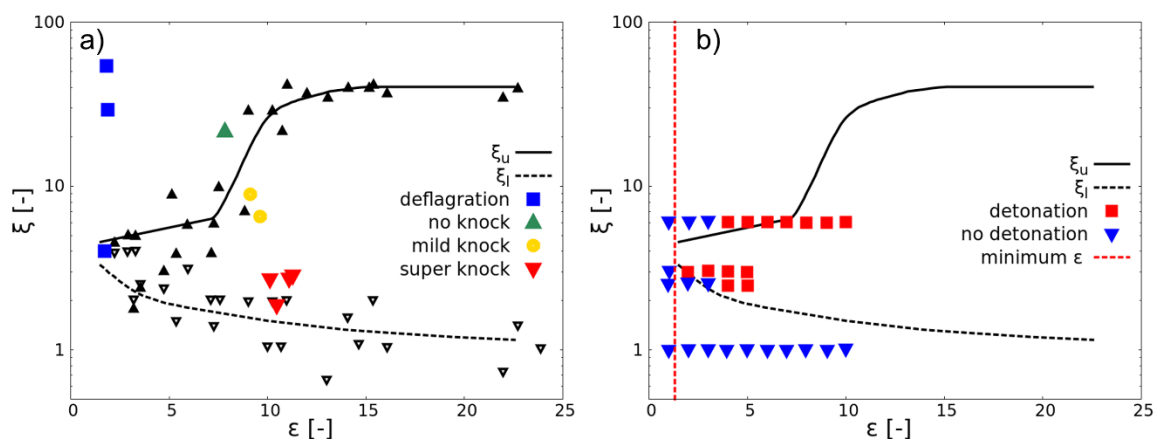 a)
100
10
1
ξ [-]
ξu
ξl
deflagration
no knock
mild knock
super knock
0
5
10
15
20
25
ε [-]
b)
100
10
1
ξ [-]
ξu
ξl
detonation
no detonation
minimum ε
0
5
10
15
20
25
ε [-]